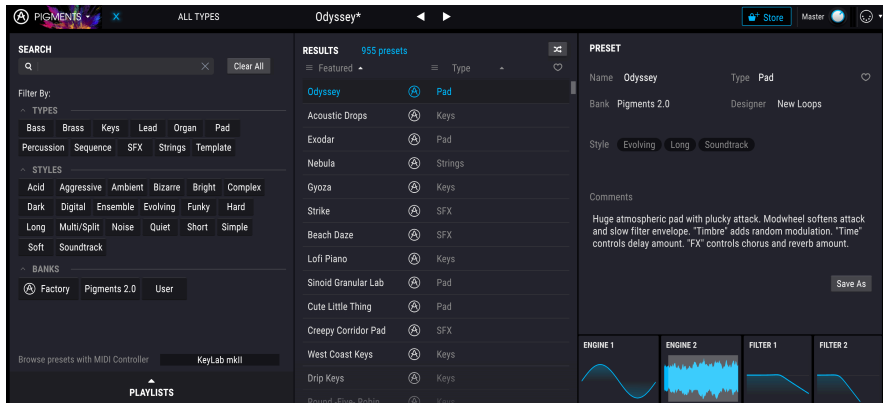 PIGMENTS
X
ALL TYPES
Odyssey*
Store
Master
SEARCH
Clear All
Filter By:
TYPES
Bass Brass Keys Lead Organ Pad
Percussion Sequence SFX Strings Template
STYLES
Acid Aggressive Ambient Bizarre Bright Complex
Dark Digital Ensemble Evolving Funky Hard
Long Multi/Split Noise Quiet Short Simple
Soft Soundtrack
BANKS
Factory Pigments 2.0 User
Browse presets with MIDI Controller KeyLab mkII
PLAYLISTS
RESULTS 955 presets
Featured Type
Odyssey Pad
Acoustic Drops Keys
Exodar Pad
Nebula Strings
Gyoza Keys
Strike SFX
Beach Daze SFX
Lofi Piano Keys
Sinoid Granular Lab Pad
Cute Little Thing Pad
Creepy Corridor Pad SFX
West Coast Keys Keys
Drip Keys Keys
Round -Five- Robin Keys
PRESET
Name Odyssey Type Pad
Bank Pigments 2.0 Designer New Loops
Style Evolving Long Soundtrack
Comments
Huge atmospheric pad with plucky attack. Modwheel softens attack
and slow filter envelope. "Timbre" adds random modulation. "Time"
controls delay amount. "FX" controls chorus and reverb amount.
Save As
ENGINE 1 ENGINE 2 FILTER 1 FILTER 2